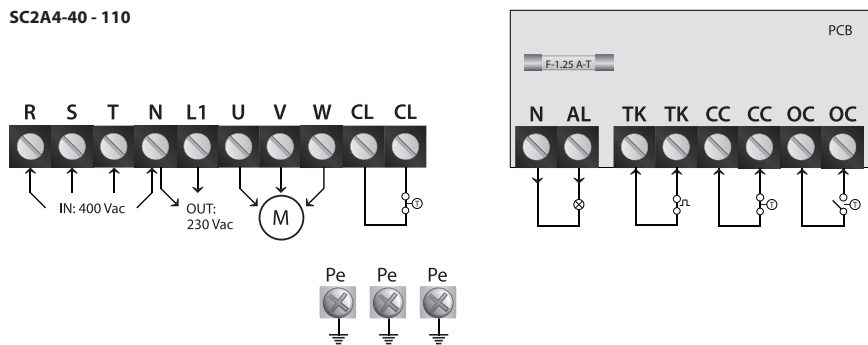 SC2A4-40 - 110
PCB
F-1.25 A-T
R S T N L1 U V W CL CL
N AL TK TK CC CC OC OC
IN: 400 Vac
OUT:
230 Vac
M
T
T
T
Pe Pe Pe